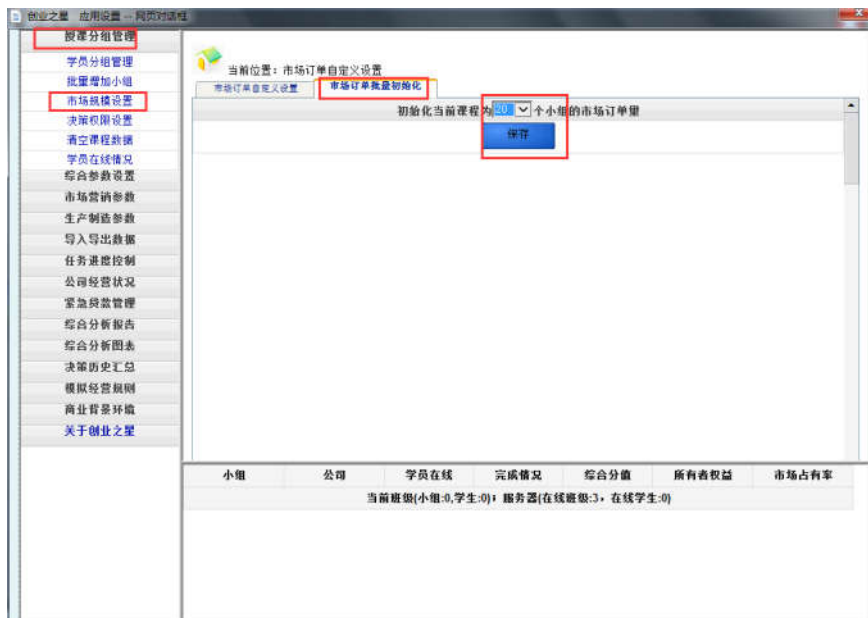 创业之星 应用设置 -- 网页对话框
授课分组管理
学员分组管理
批量增加小组
市场规模设置
决策权限设置
清空课程数据
学员在线情况
综合参数设置
市场营销参数
生产制造参数
导入导出数据
任务进度控制
公司经营状况
紧急贷款管理
综合分析报告
综合分析图表
决策历史汇总
模拟经营规则
商业背景环境
关于创业之星
当前位置：市场订单自定义设置
市场订单自定义设置 市场订单批量初始化
初始化当前课程为 20 个小组的市场订单量
保存
小组 公司 学员在线 完成情况 综合分值 所有者权益 市场占有率
当前班级(小组:0,学生:0)；服务器(在线班级:3，在线学生:0)